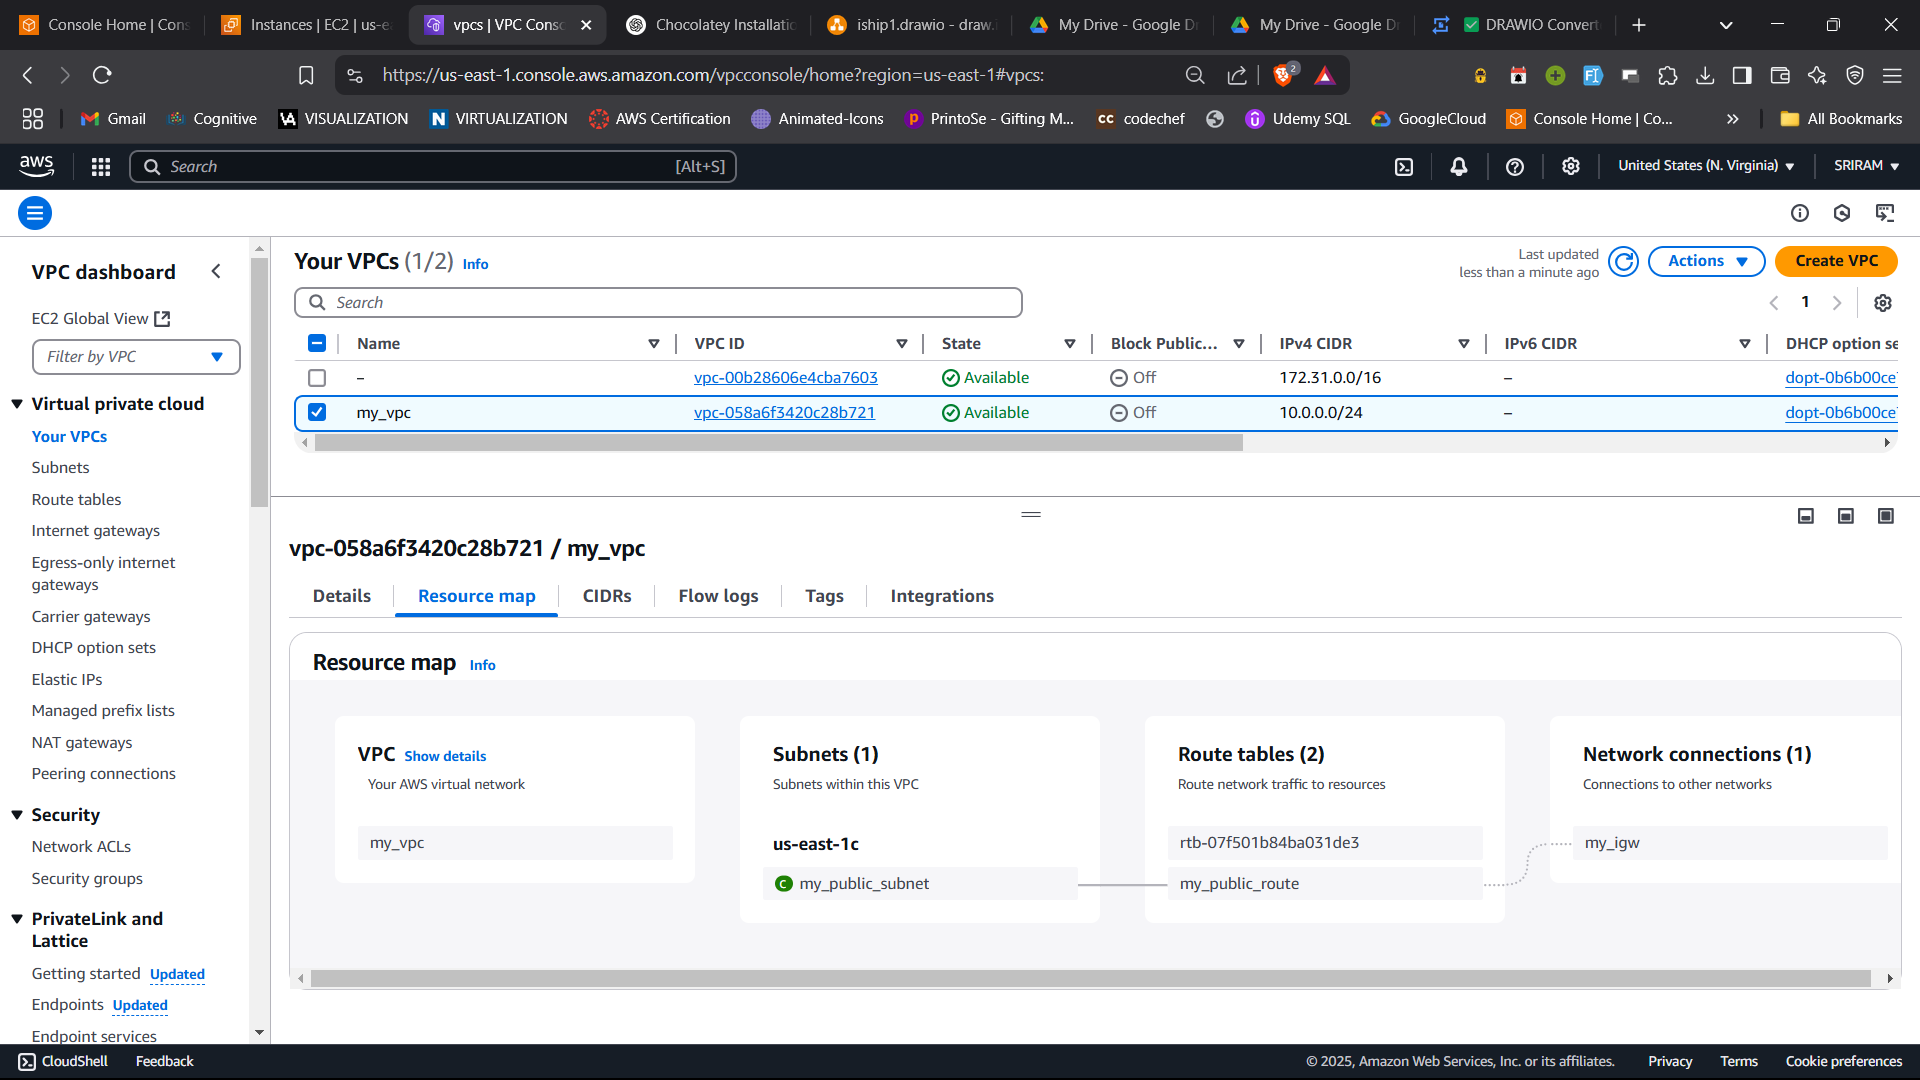 Console Home | Cons
Instances | EC2 | us-ea
vpcs | VPC Conso
Chocolatey Installatio
iship1.drawio - draw.i
My Drive - Google Dr
My Drive - Google Dr
DRAWIO Converte
https://us-east-1.console.aws.amazon.com/vpcconsole/home?region=us-east-1#vpcs:
2
Gmail
Cognitive
VISUALIZATION
VIRTUALIZATION
AWS Certification
Animated-Icons
PrintoSe - Gifting M...
codechef
Udemy SQL
GoogleCloud
Console Home | Co...
All Bookmarks
aws
Search
[Alt+S]
United States (N. Virginia)
SRIRAM
VPC dashboard
EC2 Global View
Filter by VPC
Virtual private cloud
Your VPCs
Subnets
Route tables
Internet gateways
Egress-only internet
gateways
Carrier gateways
DHCP option sets
Elastic IPs
Managed prefix lists
NAT gateways
Peering connections
Security
Network ACLs
Security groups
PrivateLink and
Lattice
Getting started Updated
Endpoints Updated
Endpoint services
Your VPCs (1/2) Info
Last updated
less than a minute ago
Actions
Create VPC
Search
1
Name VPC ID State Block Public... IPv4 CIDR IPv6 CIDR DHCP option se
– vpc-00b28606e4cba7603 Available Off 172.31.0.0/16 – dopt-0b6b00ce
my_vpc vpc-058a6f3420c28b721 Available Off 10.0.0.0/24 – dopt-0b6b00ce
vpc-058a6f3420c28b721 / my_vpc
Details Resource map CIDRs Flow logs Tags Integrations
Resource map Info
VPC Show details
Your AWS virtual network
my_vpc
Subnets (1)
Subnets within this VPC
us-east-1c
C my_public_subnet
Route tables (2)
Route network traffic to resources
rtb-07f501b84ba031de3
my_public_route
Network connections (1)
Connections to other networks
my_igw
CloudShell
Feedback
© 2025, Amazon Web Services, Inc. or its affiliates.
Privacy
Terms
Cookie preferences